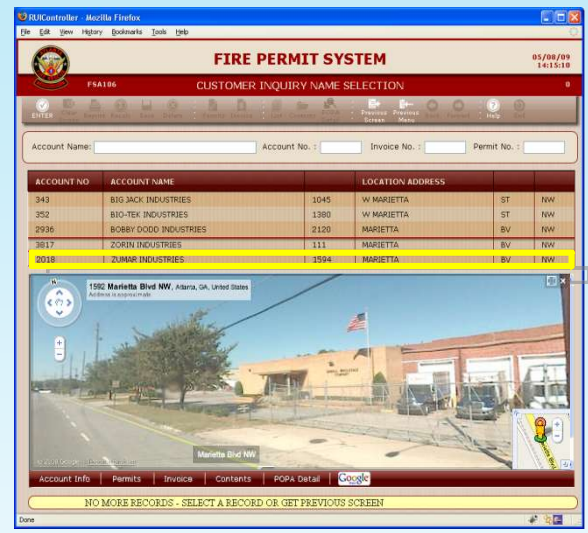 RUIController - Mozilla Firefox
File Edit View History Bookmarks Tools Help
FIRE PERMIT SYSTEM
05/08/09
14:15:18
FSA106 CUSTOMER INQUIRY NAME SELECTION 0
ENTER Previous Screen Previous Menu Help
Account Name: Account No. : Invoice No. : Permit No. :
ACCOUNT NO ACCOUNT NAME LOCATION ADDRESS
343 BIG JACK INDUSTRIES 1045 W MARIETTA ST NW
352 BIO-TEK INDUSTRIES 1380 W MARIETTA ST NW
2936 BOBBY DODD INDUSTRIES 2120 MARIETTA BV NW
3817 ZORIN INDUSTRIES 111 MARIETTA BV NW
2018 ZUMAR INDUSTRIES 1594 MARIETTA BV NW
1592 Marietta Blvd NW, Atlanta, GA, United States
Address is approximate
N
Marietta Blvd NW
Account Info Permits Invoice Contents POPA Detail Google
NO MORE RECORDS - SELECT A RECORD OR GET PREVIOUS SCREEN
Done